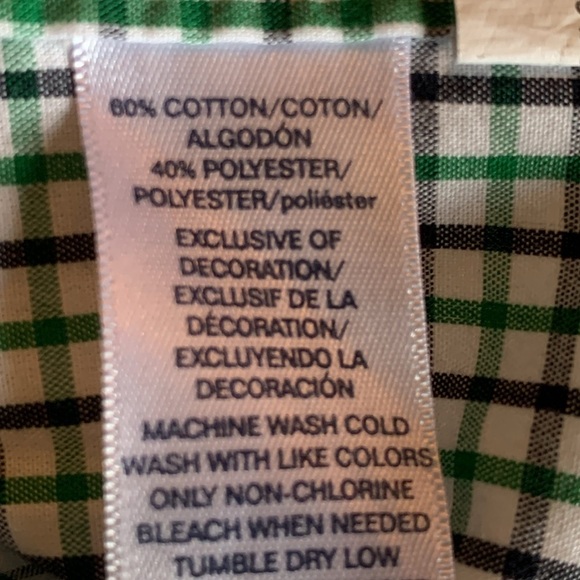 60% COTTON/COTON/
ALGODÓN
40% POLYESTER/
POLYESTER/poliéster
EXCLUSIVE OF
DECORATION/
EXCLUSIF DE LA
DÉCORATION/
EXCLUYENDO LA
DECORACIÓN
MACHINE WASH COLD
WASH WITH LIKE COLORS
ONLY NON-CHLORINE
BLEACH WHEN NEEDED
TUMBLE DRY LOW